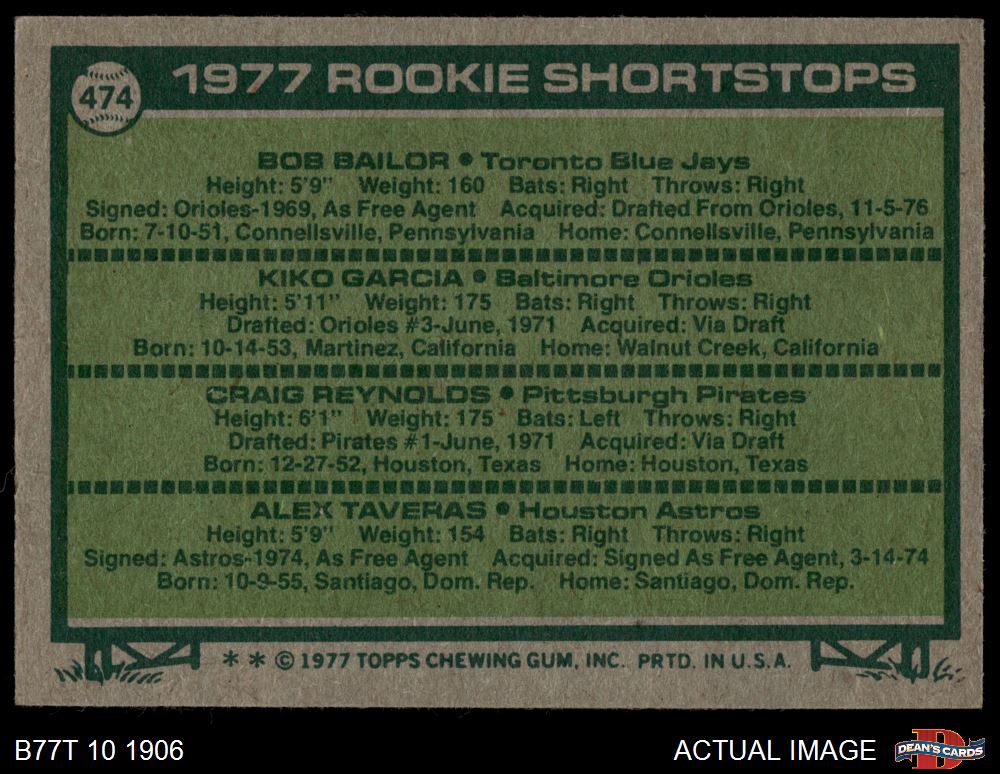 474
1977 ROOKIE SHORTSTOPS
BOB BAILOR • Toronto Blue Jays
Height: 5'9" Weight: 160 Bats: Right Throws: Right
Signed: Orioles-1969, As Free Agent Acquired: Drafted From Orioles, 11-5-76
Born: 7-10-51, Connellsville, Pennsylvania Home: Connellsville, Pennsylvania
KIKO GARCIA • Baltimore Orioles
Height: 5'11" Weight: 175 Bats: Right Throws: Right
Drafted: Orioles #3-June, 1971 Acquired: Via Draft
Born: 10-14-53, Martinez, California Home: Walnut Creek, California
CRAIG REYNOLDS • Pittsburgh Pirates
Height: 6'1" Weight: 175 Bats: Left Throws: Right
Drafted: Pirates #1-June, 1971 Acquired: Via Draft
Born: 12-27-52, Houston, Texas Home: Houston, Texas
ALEX TAVERAS • Houston Astros
Height: 5'9" Weight: 154 Bats: Right Throws: Right
Signed: Astros-1974, As Free Agent Acquired: Signed As Free Agent, 3-14-74
Born: 10-9-55, Santiago, Dom. Rep. Home: Santiago, Dom. Rep.
* * © 1977 TOPPS CHEWING GUM, INC. PRTD. IN U.S.A.
B77T 10 1906
ACTUAL IMAGE
D
DEAN'S CARDS